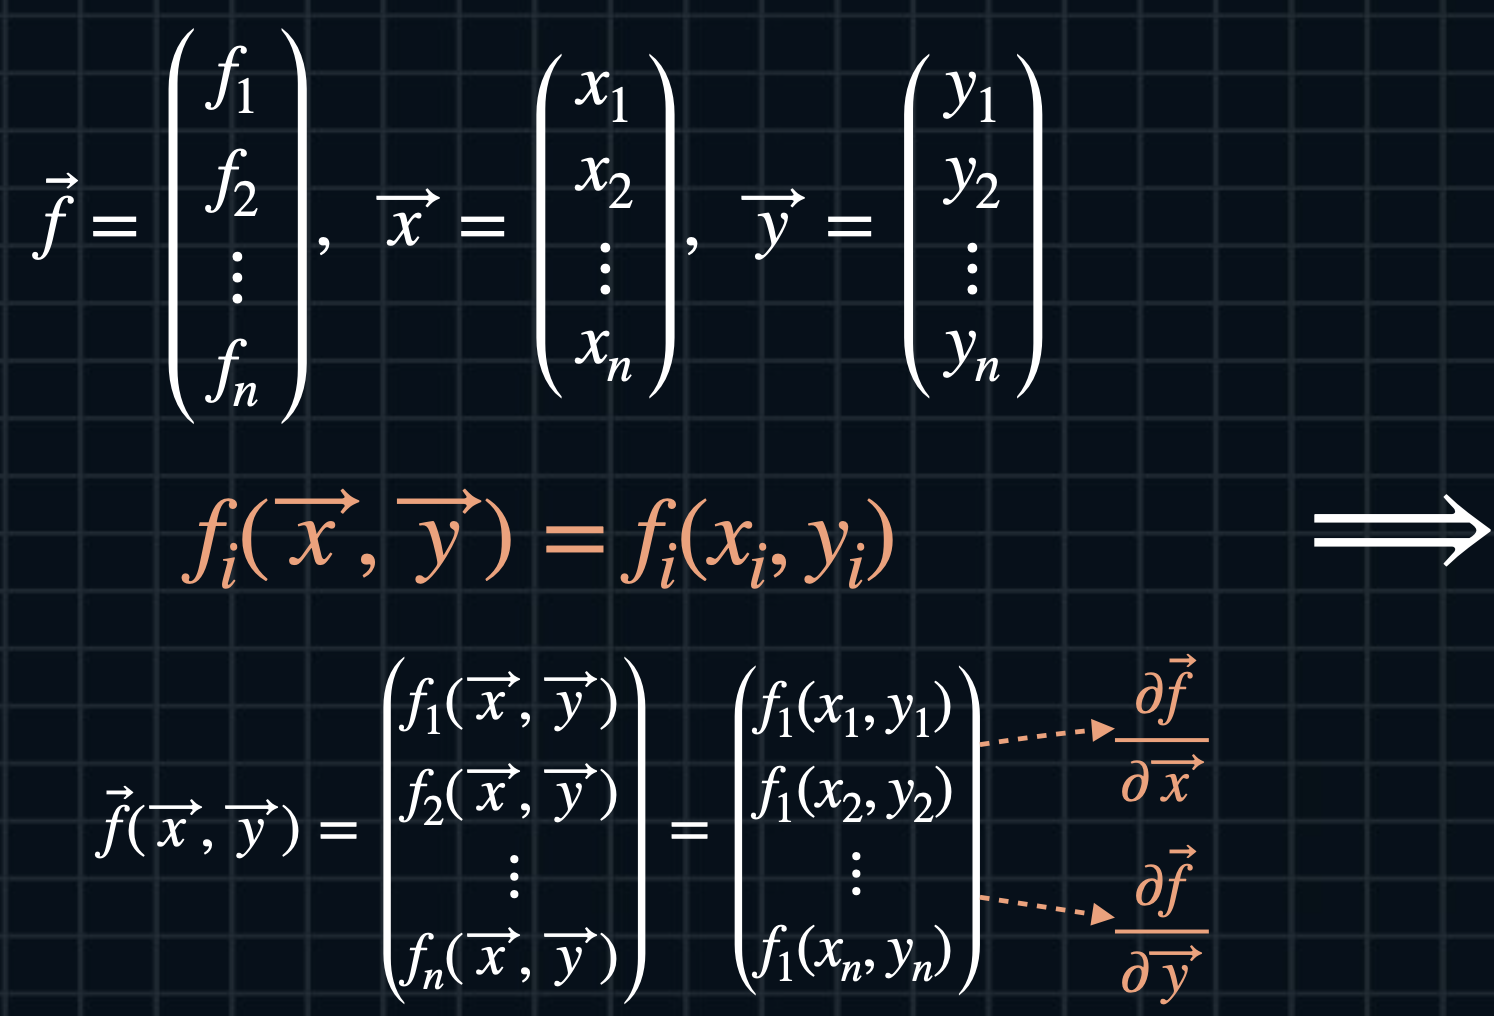 $\vec{f} = \begin{pmatrix} f_1 \\ f_2 \\ \vdots \\ f_n \end{pmatrix}, \overrightarrow{x} = \begin{pmatrix} x_1 \\ x_2 \\ \vdots \\ x_n \end{pmatrix}, \overrightarrow{y} = \begin{pmatrix} y_1 \\ y_2 \\ \vdots \\ y_n \end{pmatrix}$
$f_i(\overrightarrow{x}, \overrightarrow{y}) = f_i(x_i, y_i)$ $\Longrightarrow$
$\vec{f}(\overrightarrow{x}, \overrightarrow{y}) = \begin{pmatrix} f_1(\overrightarrow{x}, \overrightarrow{y}) \\ f_2(\overrightarrow{x}, \overrightarrow{y}) \\ \vdots \\ f_n(\overrightarrow{x}, \overrightarrow{y}) \end{pmatrix} = \begin{pmatrix} f_1(x_1, y_1) \\ f_1(x_2, y_2) \\ \vdots \\ f_1(x_n, y_n) \end{pmatrix}$
$\frac{\partial \vec{f}}{\partial \overrightarrow{x}}$
$\frac{\partial \vec{f}}{\partial \overrightarrow{y}}$